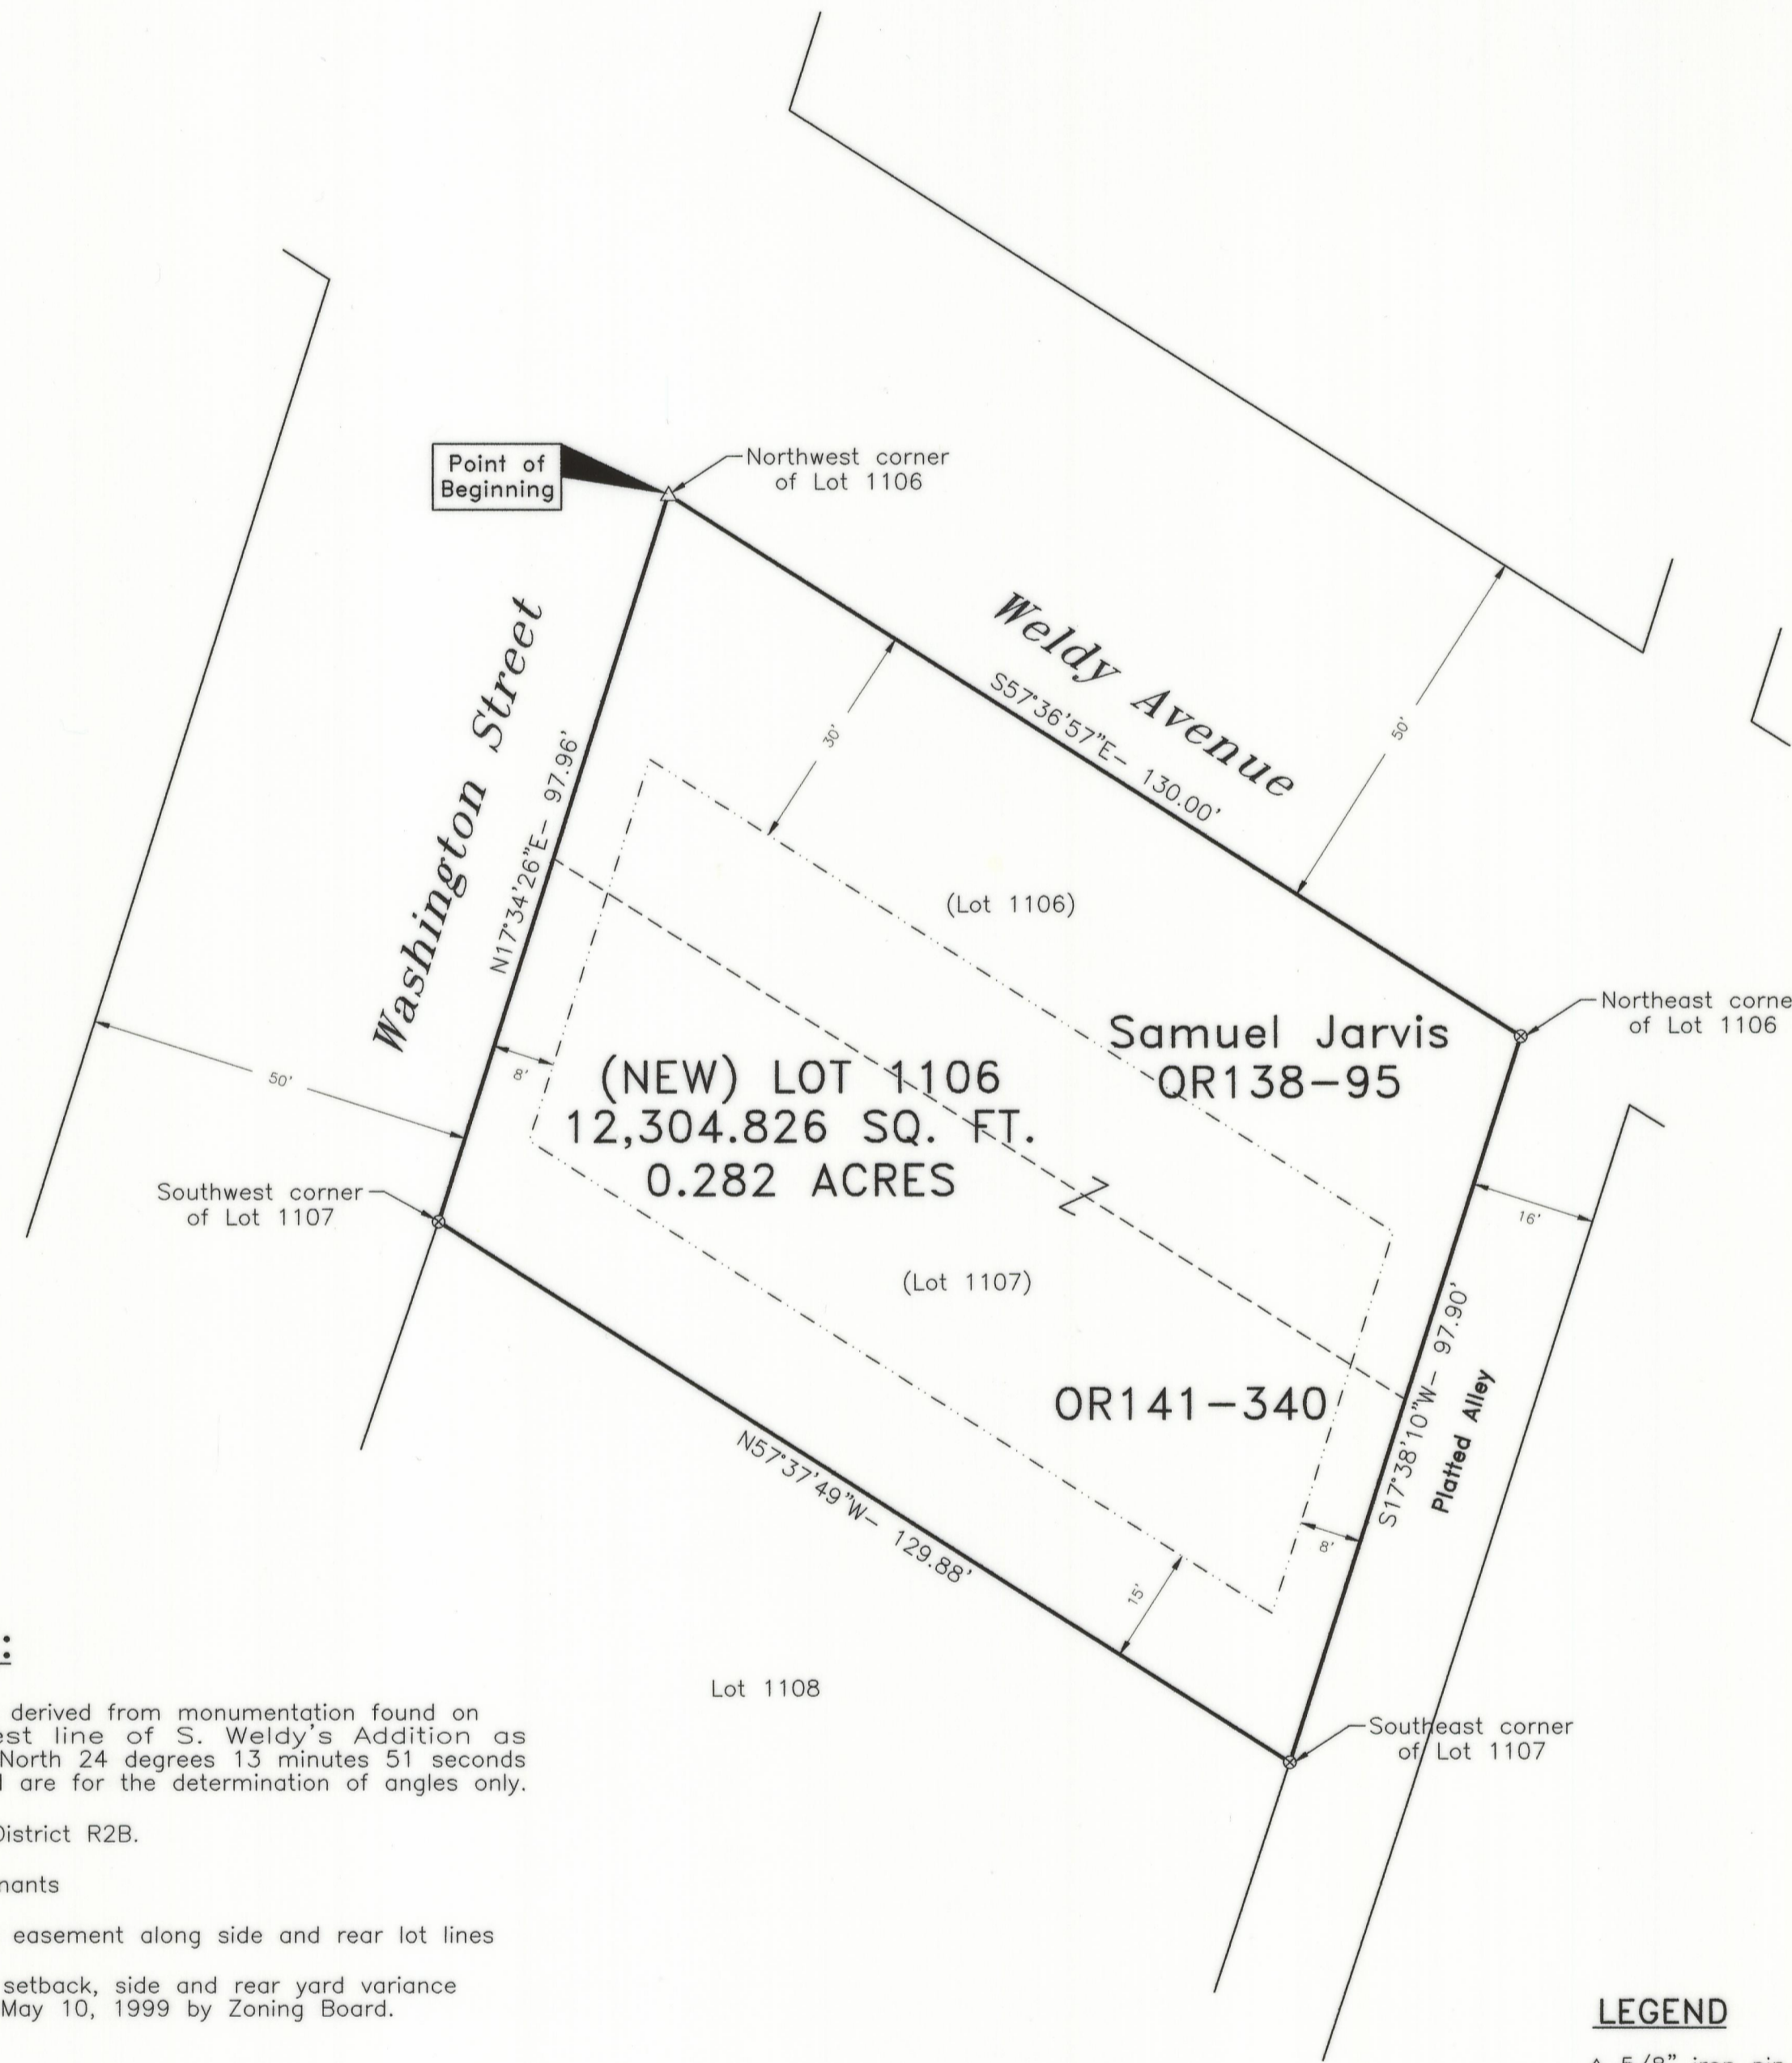 Point of
Beginning
Northwest corner
of Lot 1106
Weldy Avenue
S57°36'57"E- 130.00'
50'
30'
Washington Street
N17°34'26"E- 97.96'
(Lot 1106)
Northeast corne
of Lot 1106
Samuel Jarvis
OR138-95
50'
8'
(NEW) LOT 1106
12,304.826 SQ. FT.
0.282 ACRES
Z
Southwest corner
of Lot 1107
16'
(Lot 1107)
OR141-340
S17°38'10"W- 97.90'
Platted Alley
N57°37'49"W- 129.88'
8'
15'
Lot 1108
Southeast corner
of Lot 1107
:
derived from monumentation found on
est line of S. Weldy's Addition as
North 24 degrees 13 minutes 51 seconds
are for the determination of angles only.
District R2B.
nants
easement along side and rear lot lines
setback, side and rear yard variance
May 10, 1999 by Zoning Board.
LEGEND